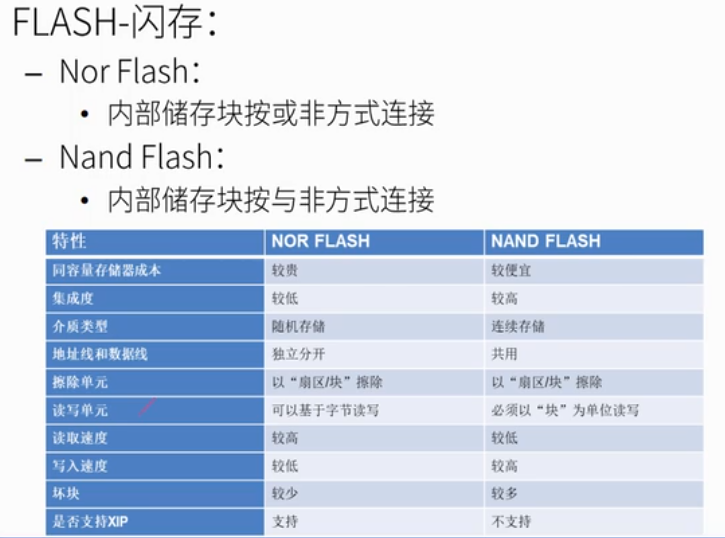 FLASH-闪存：
– Nor Flash：
• 内部储存块按或非方式连接
– Nand Flash：
• 内部储存块按与非方式连接
特性 NOR FLASH NAND FLASH
同容量存储器成本 较贵 较便宜
集成度 较低 较高
介质类型 随机存储 连续存储
地址线和数据线 独立分开 共用
擦除单元 以“扇区/块”擦除 以“扇区/块”擦除
读写单元 可以基于字节读写 必须以“块”为单位读写
读取速度 较高 较低
写入速度 较低 较高
坏块 较少 较多
是否支持XIP 支持 不支持